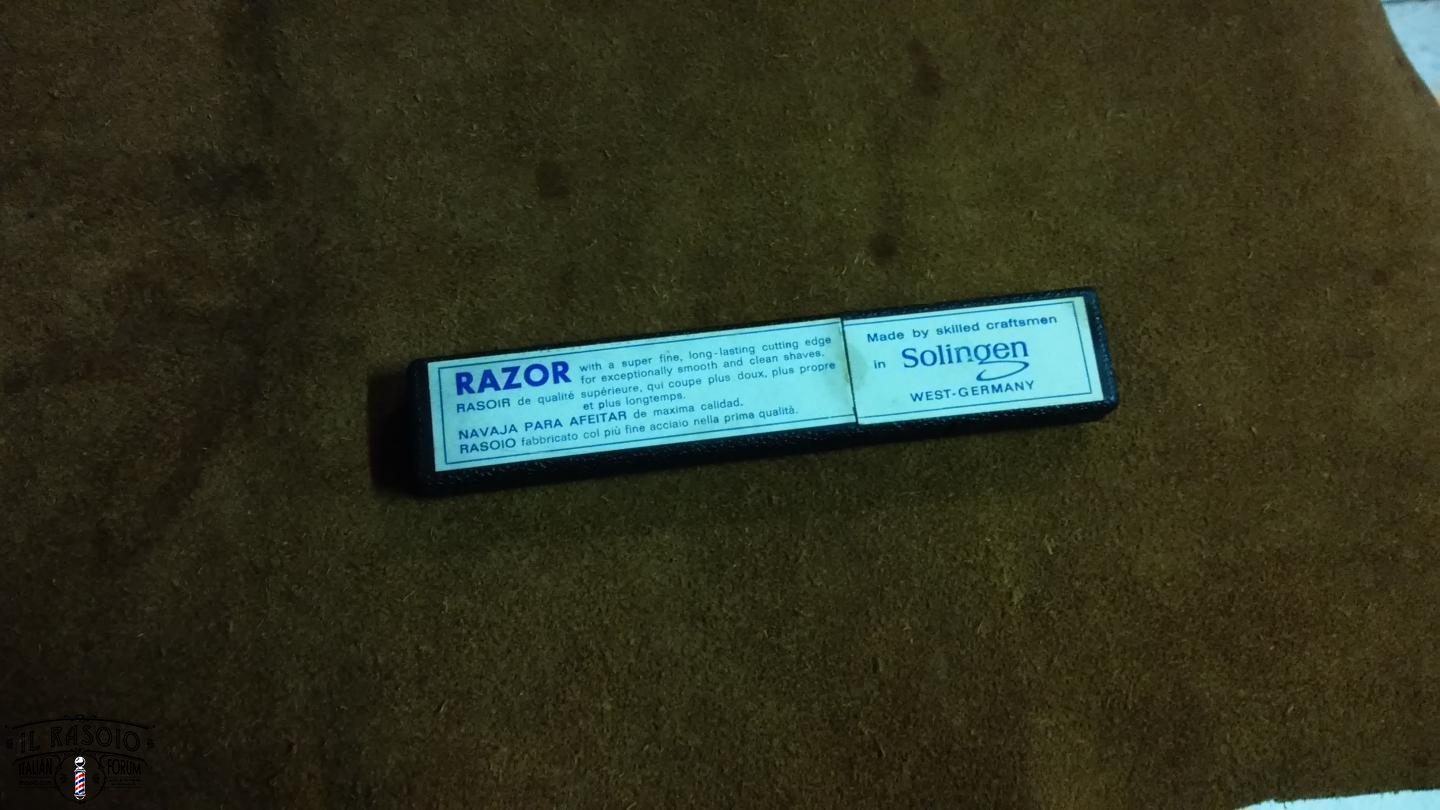 RAZOR with a super fine, long-lasting cutting edge
for exceptionally smooth and clean shaves.
RASOIR de qualité supérieure, qui coupe plus doux, plus propre
et plus longtemps.
NAVAJA PARA AFEITAR de maxima calidad.
RASOIO fabbricato col più fine acciaio nella prima qualità.
Made by skilled craftsmen
in Solingen
WEST-GERMANY
IL RASOIO
ITALIAN FORUM